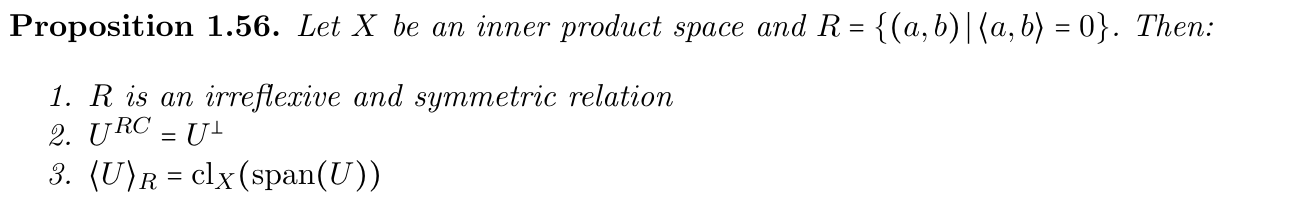 Proposition 1.56. Let X be an inner product space and R = {(a, b) | ⟨a, b⟩ = 0}. Then:
1. R is an irreflexive and symmetric relation
2. U^{RC} = U^⊥
3. ⟨U⟩_R = cl_X(span(U))